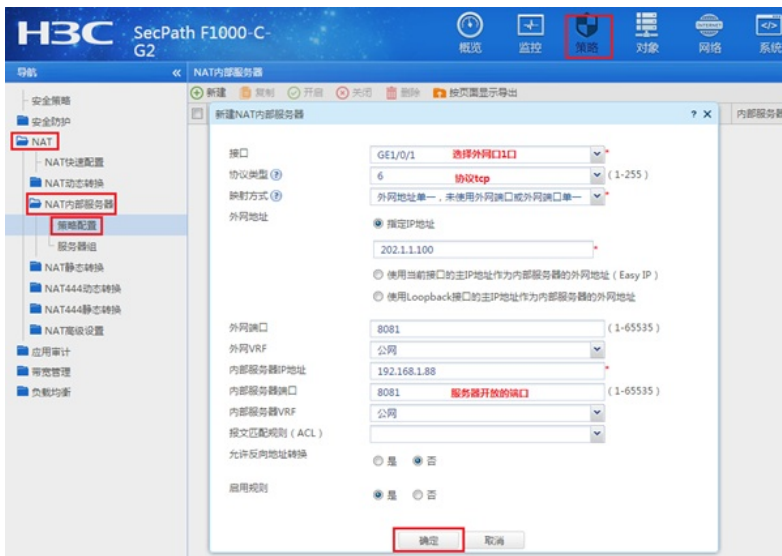 H3C SecPath F1000-C-G2
概览 监控 策略 对象 网络 系统
导航 « NAT内部服务器
新建 复制 开启 关闭 删除 按页面显示导出
安全策略
安全防护
NAT
NAT快速配置
NAT动态转换
NAT内部服务器
策略配置
服务器组
NAT静态转换
NAT444动态转换
NAT444静态转换
NAT高级设置
应用审计
带宽管理
负载均衡
新建NAT内部服务器 ? X
内部服务器
接口 GE1/0/1 选择外网口1口 *
协议类型 ? 6 协议tcp (1-255)
映射方式 ? 外网地址单一，未使用外网端口或外网端口单一 *
外网地址 指定IP地址
202.1.1.100 *
使用当前接口的主IP地址作为内部服务器的外网地址（Easy IP）
使用Loopback接口的主IP地址作为内部服务器的外网地址
外网端口 8081 (1-65535)
外网VRF 公网
内部服务器IP地址 192.168.1.88 *
内部服务器端口 8081 服务器开放的端口 (1-65535)
内部服务器VRF 公网
报文匹配规则（ACL）
允许反向地址转换 是 否
启用规则 是 否
确定 取消